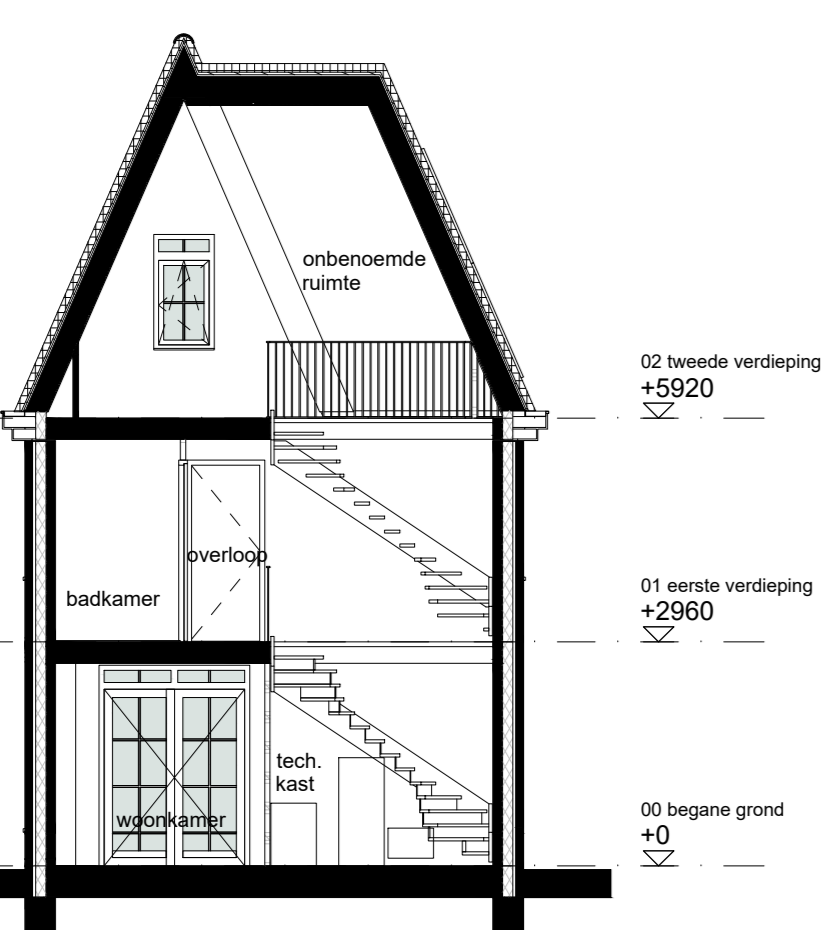 onbenoemde
ruimte
02 tweede verdieping
+5920
overloop
badkamer
01 eerste verdieping
+2960
tech.
kast
woonkamer
00 begane grond
+0